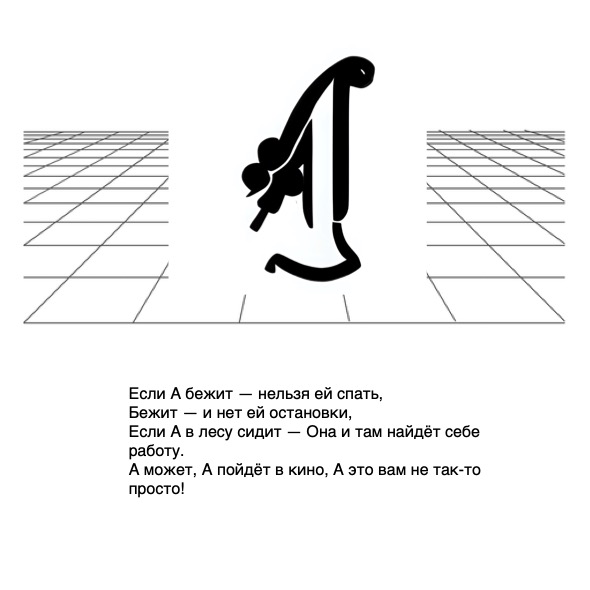 А
Если А бежит — нельзя ей спать,
Бежит — и нет ей остановки,
Если А в лесу сидит — Она и там найдёт себе
работу.
А может, А пойдёт в кино, А это вам не так-то
просто!